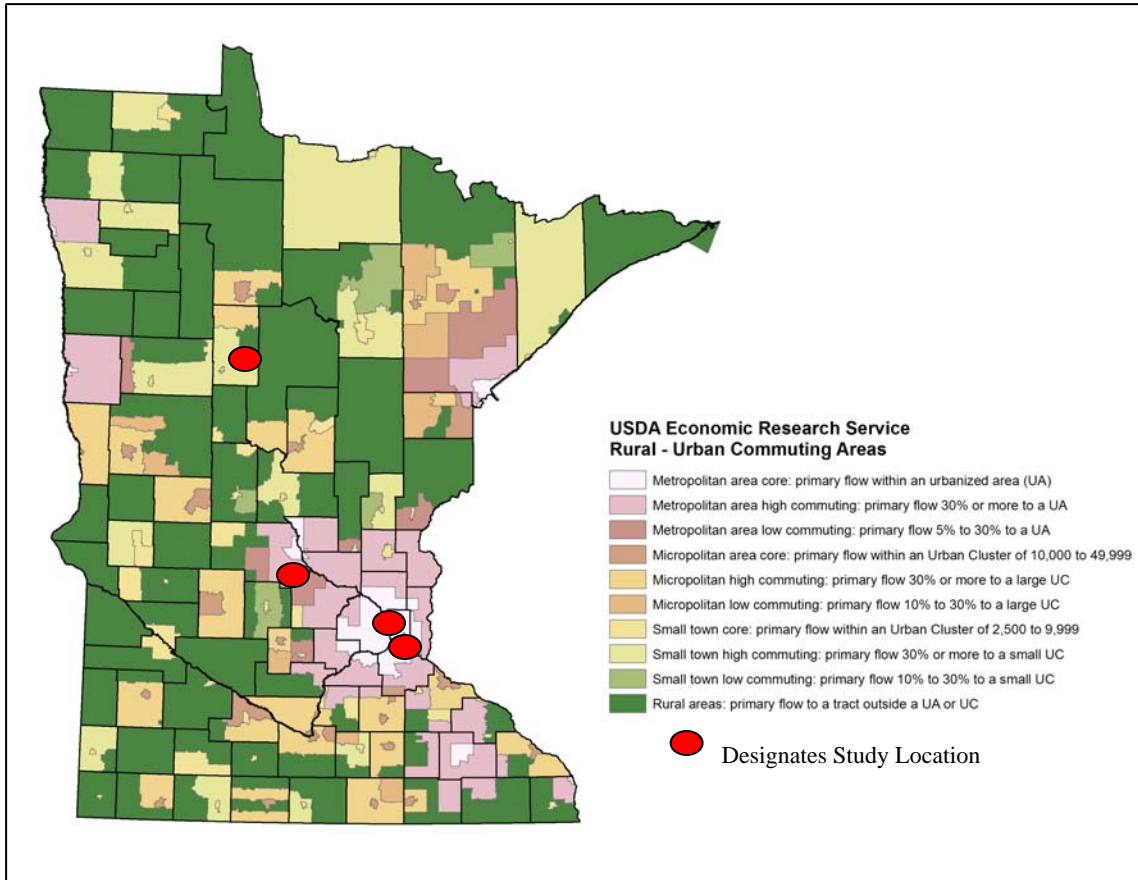 USDA Economic Research Service
Rural - Urban Commuting Areas
Metropolitan area core: primary flow within an urbanized area (UA)
Metropolitan area high commuting: primary flow 30% or more to a UA
Metropolitan area low commuting: primary flow 5% to 30% to a UA
Micropolitan area core: primary flow within an Urban Cluster of 10,000 to 49,999
Micropolitan high commuting: primary flow 30% or more to a large UC
Micropolitan low commuting: primary flow 10% to 30% to a large UC
Small town core: primary flow within an Urban Cluster of 2,500 to 9,999
Small town high commuting: primary flow 30% or more to a small UC
Small town low commuting: primary flow 10% to 30% to a small UC
Rural areas: primary flow to a tract outside a UA or UC
Designates Study Location